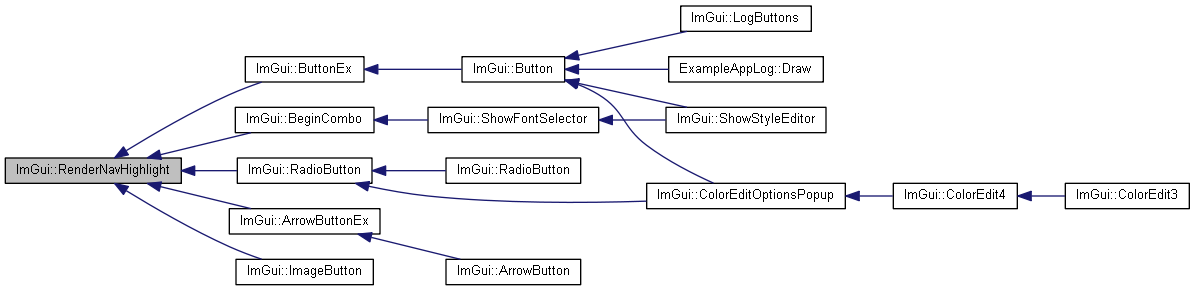 ImGui::LogButtons
ImGui::ButtonEx
ImGui::Button
ExampleAppLog::Draw
ImGui::BeginCombo
ImGui::ShowFontSelector
ImGui::ShowStyleEditor
ImGui::RenderNavHighlight
ImGui::RadioButton
ImGui::RadioButton
ImGui::ColorEditOptionsPopup
ImGui::ColorEdit4
ImGui::ColorEdit3
ImGui::ArrowButtonEx
ImGui::ImageButton
ImGui::ArrowButton